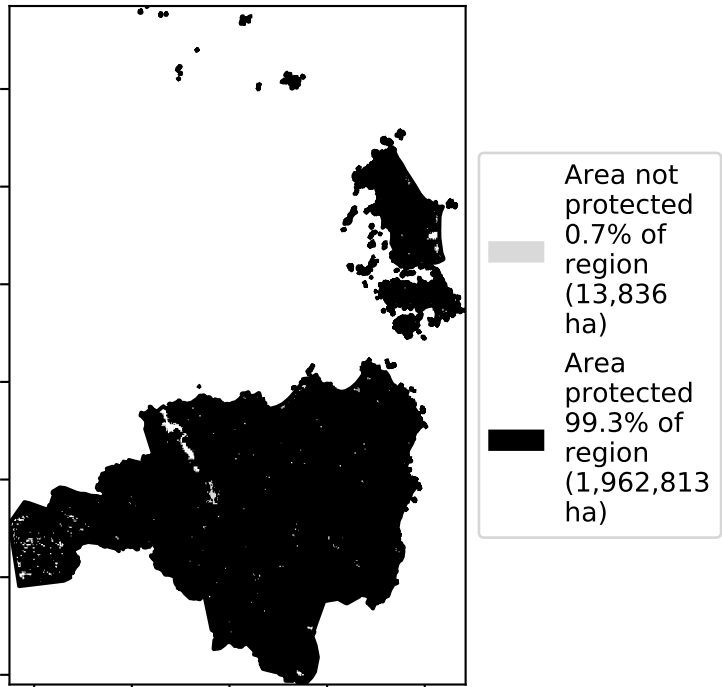 Area not
protected
0.7% of
region
(13,836
ha)
Area
protected
99.3% of
region
(1,962,813
ha)